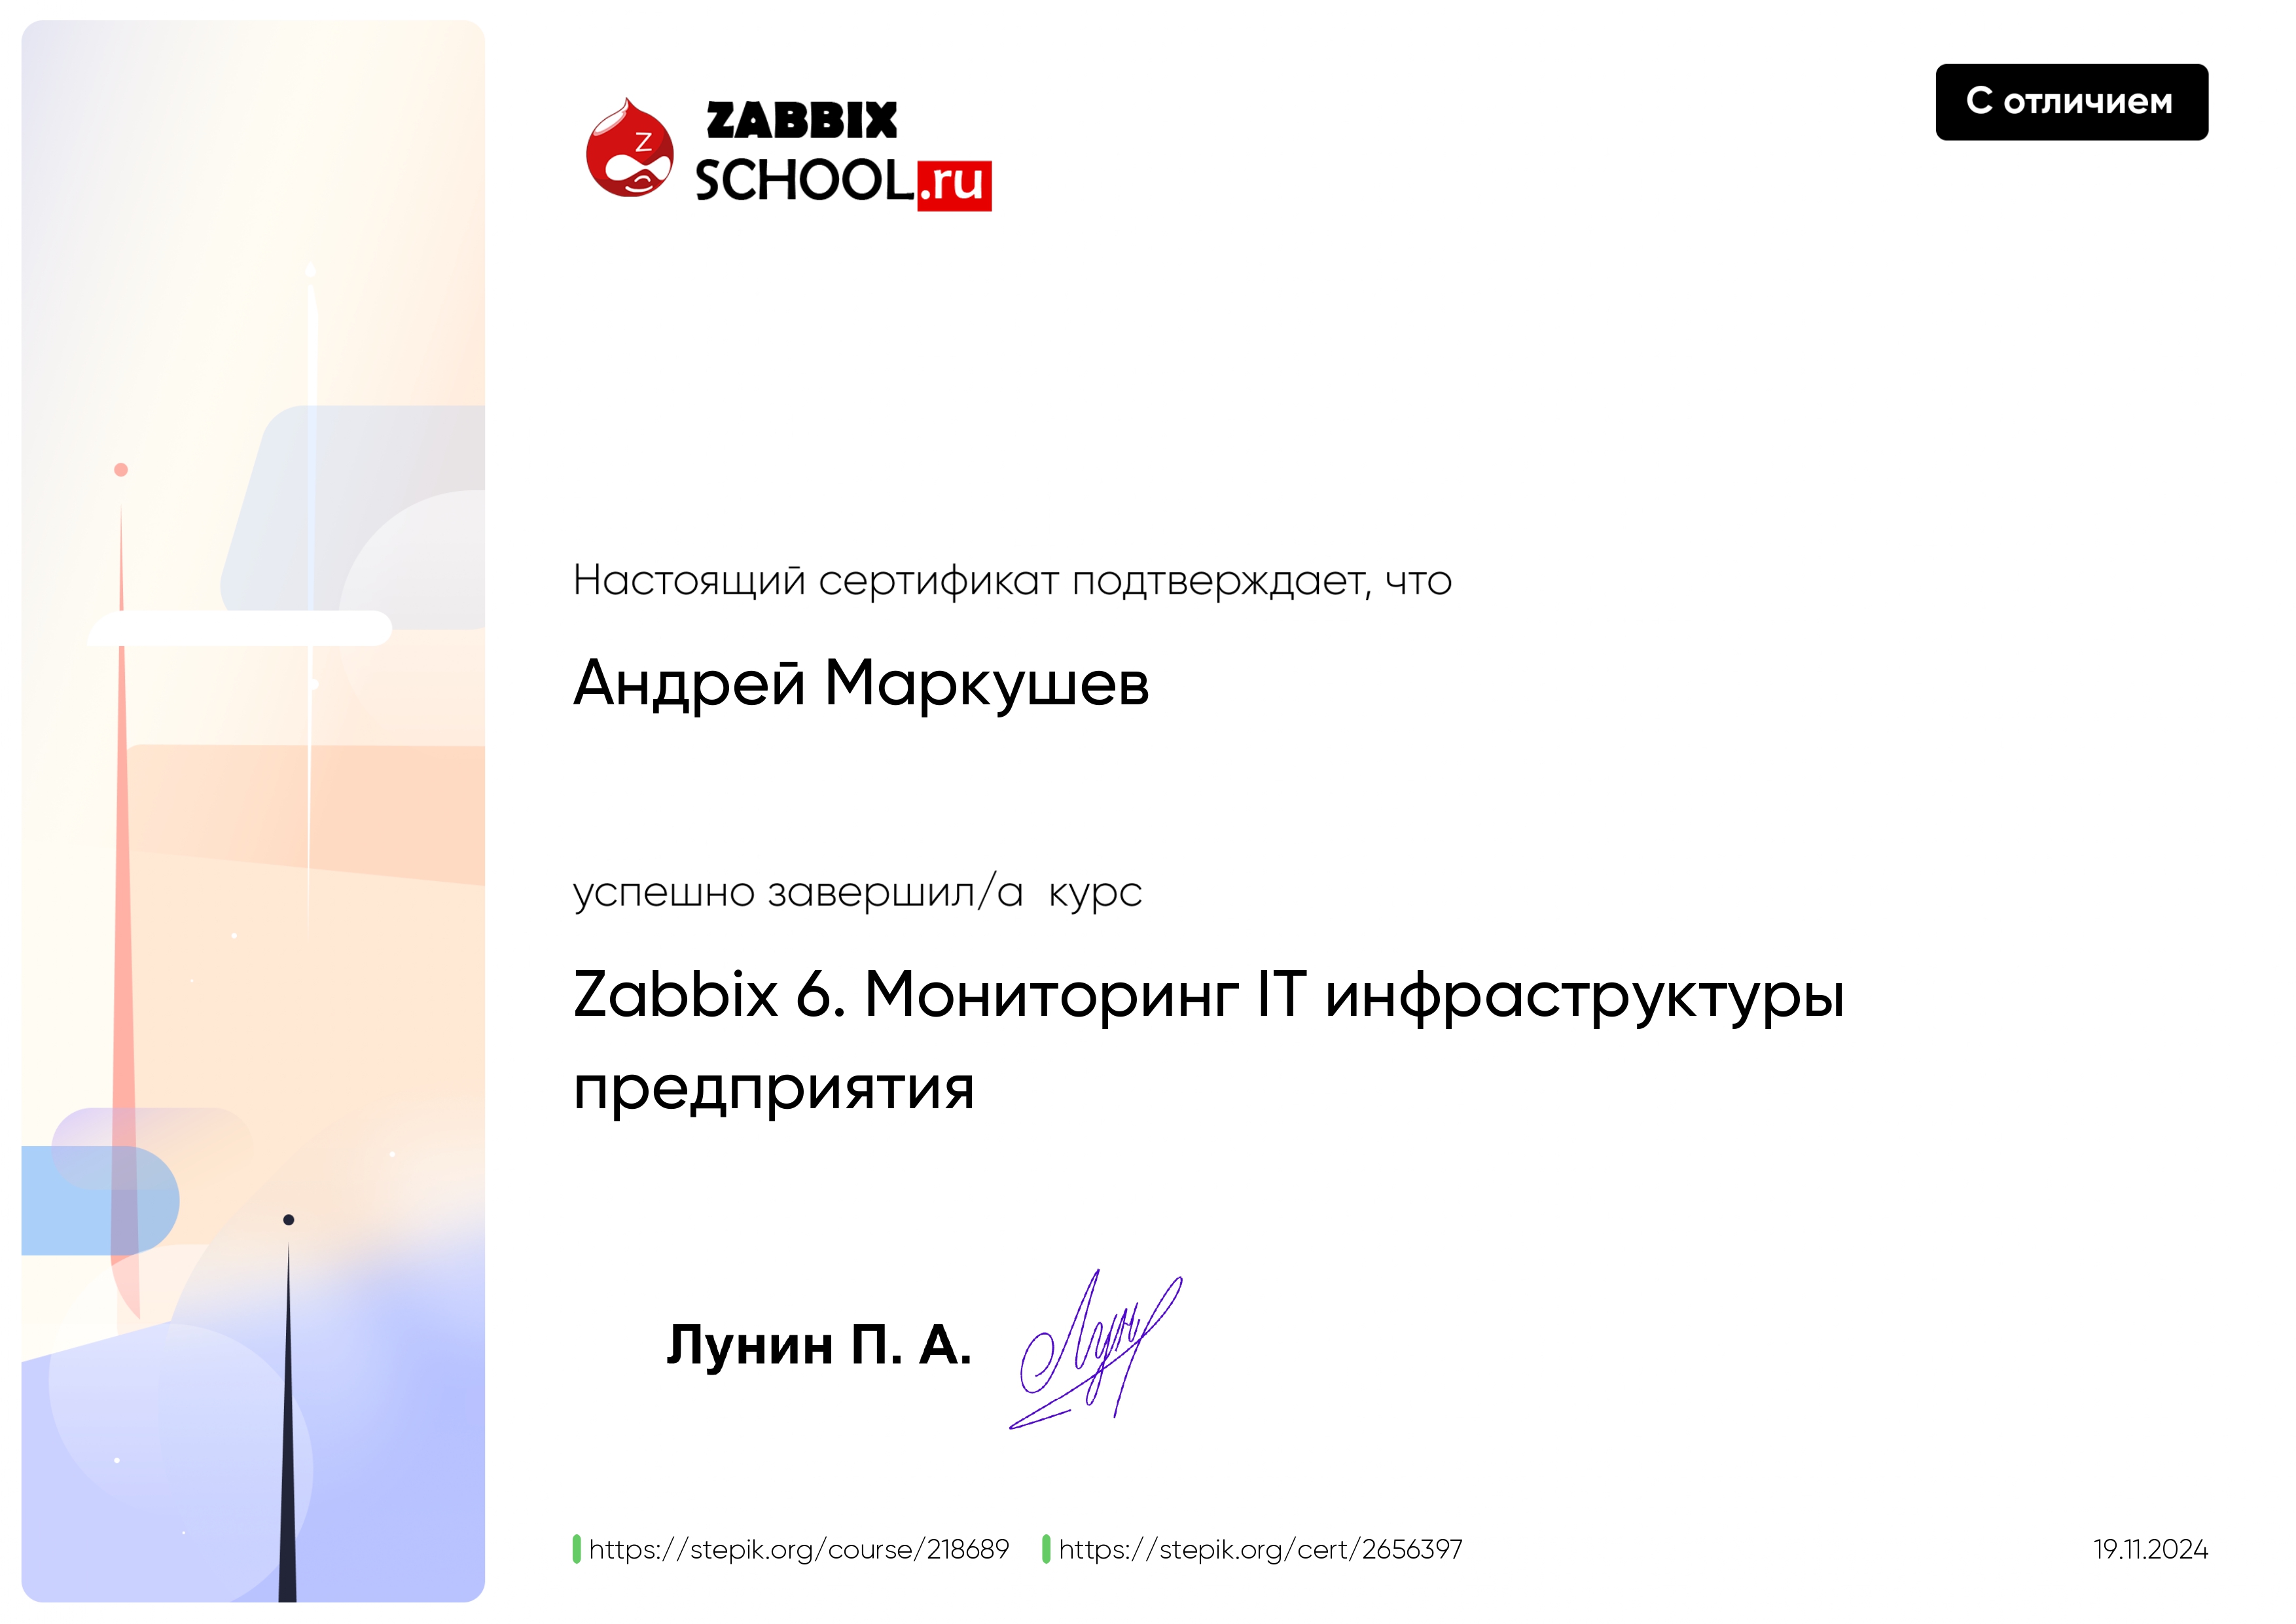 ZABBIX
SCHOOL.ru
С отличием
Настоящий сертификат подтверждает, что
Андрей Маркушев
успешно завершил/а курс
Zabbix 6. Мониторинг IT инфраструктуры
предприятия
Лунин П. А.
https://stepik.org/course/218689
https://stepik.org/cert/2656397
19.11.2024